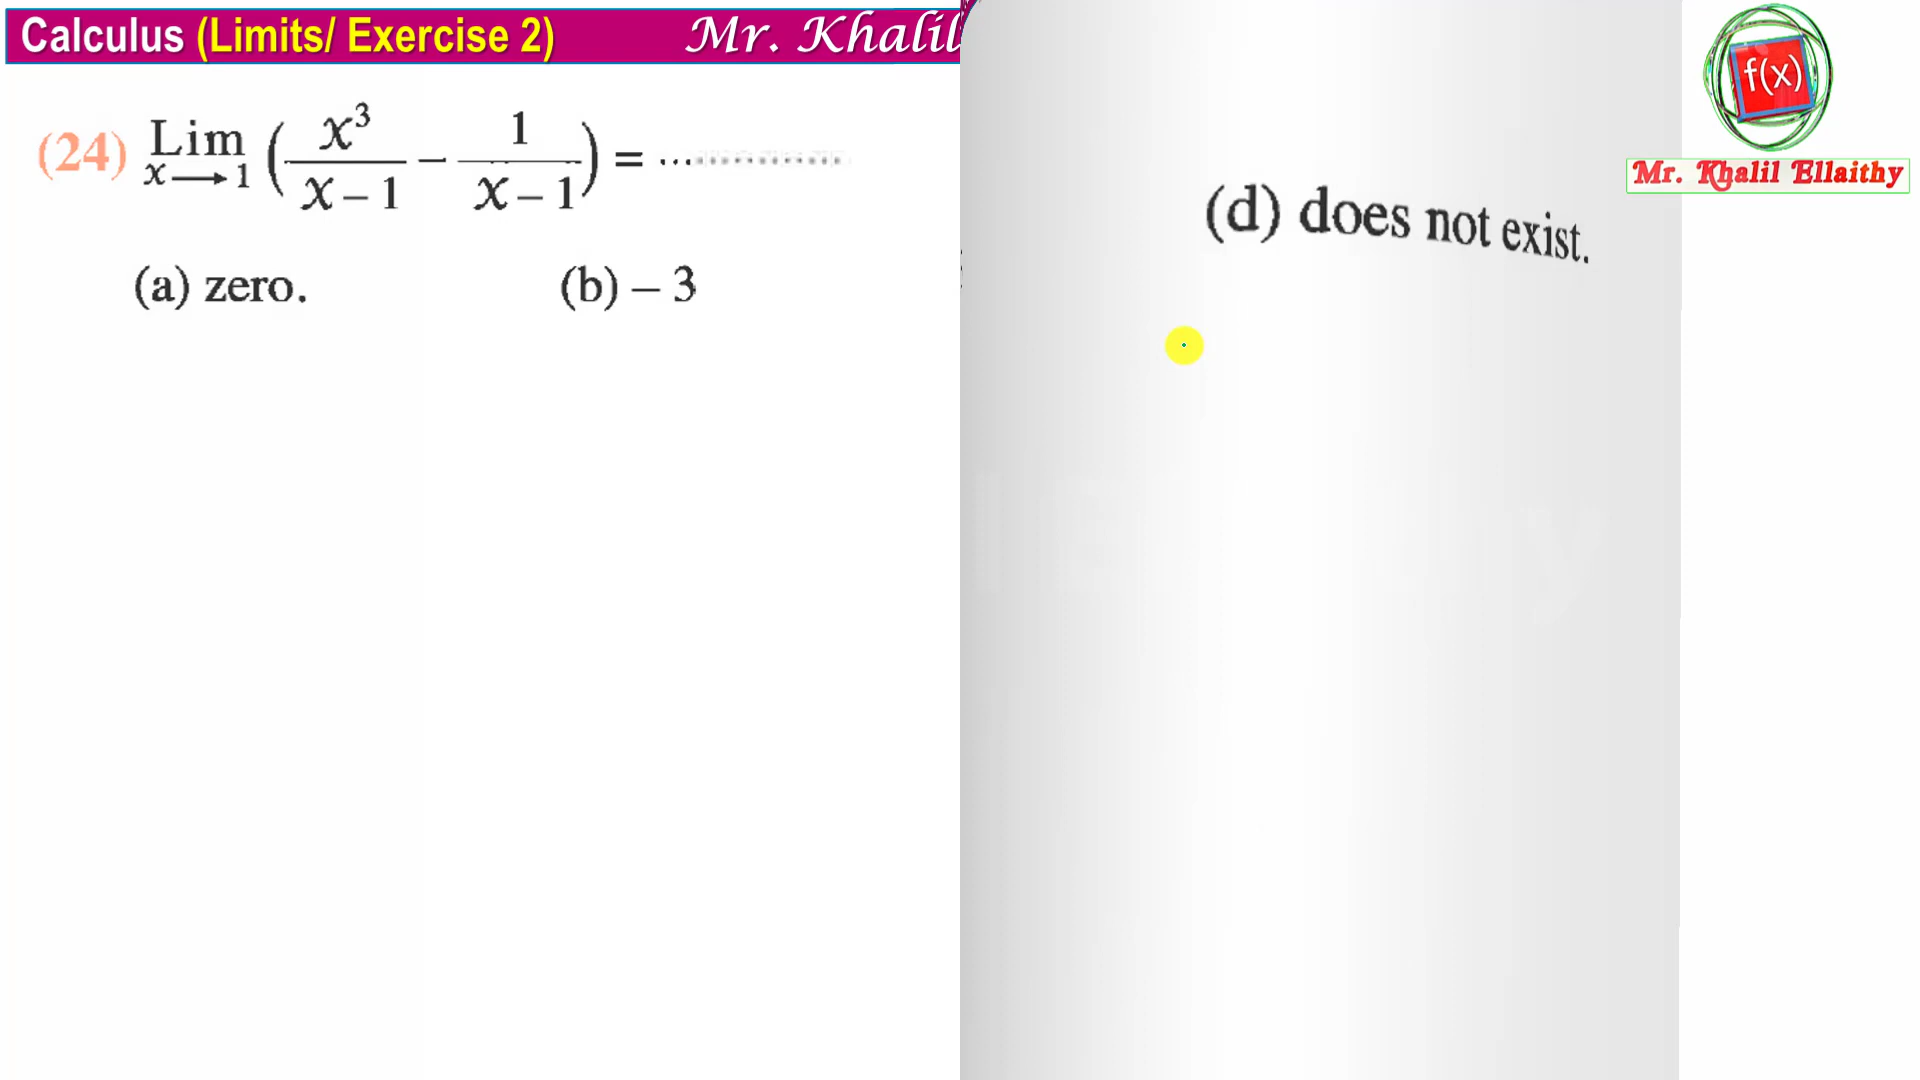 Calculus (Limits/ Exercise 2) Mr. Khalil
f(x)
Mr. Khalil Ellaithy
(24) Lim x⟶1 (x³/(x – 1) – 1/(x – 1)) = ...............
(d) does not exist.
(a) zero. (b) – 3